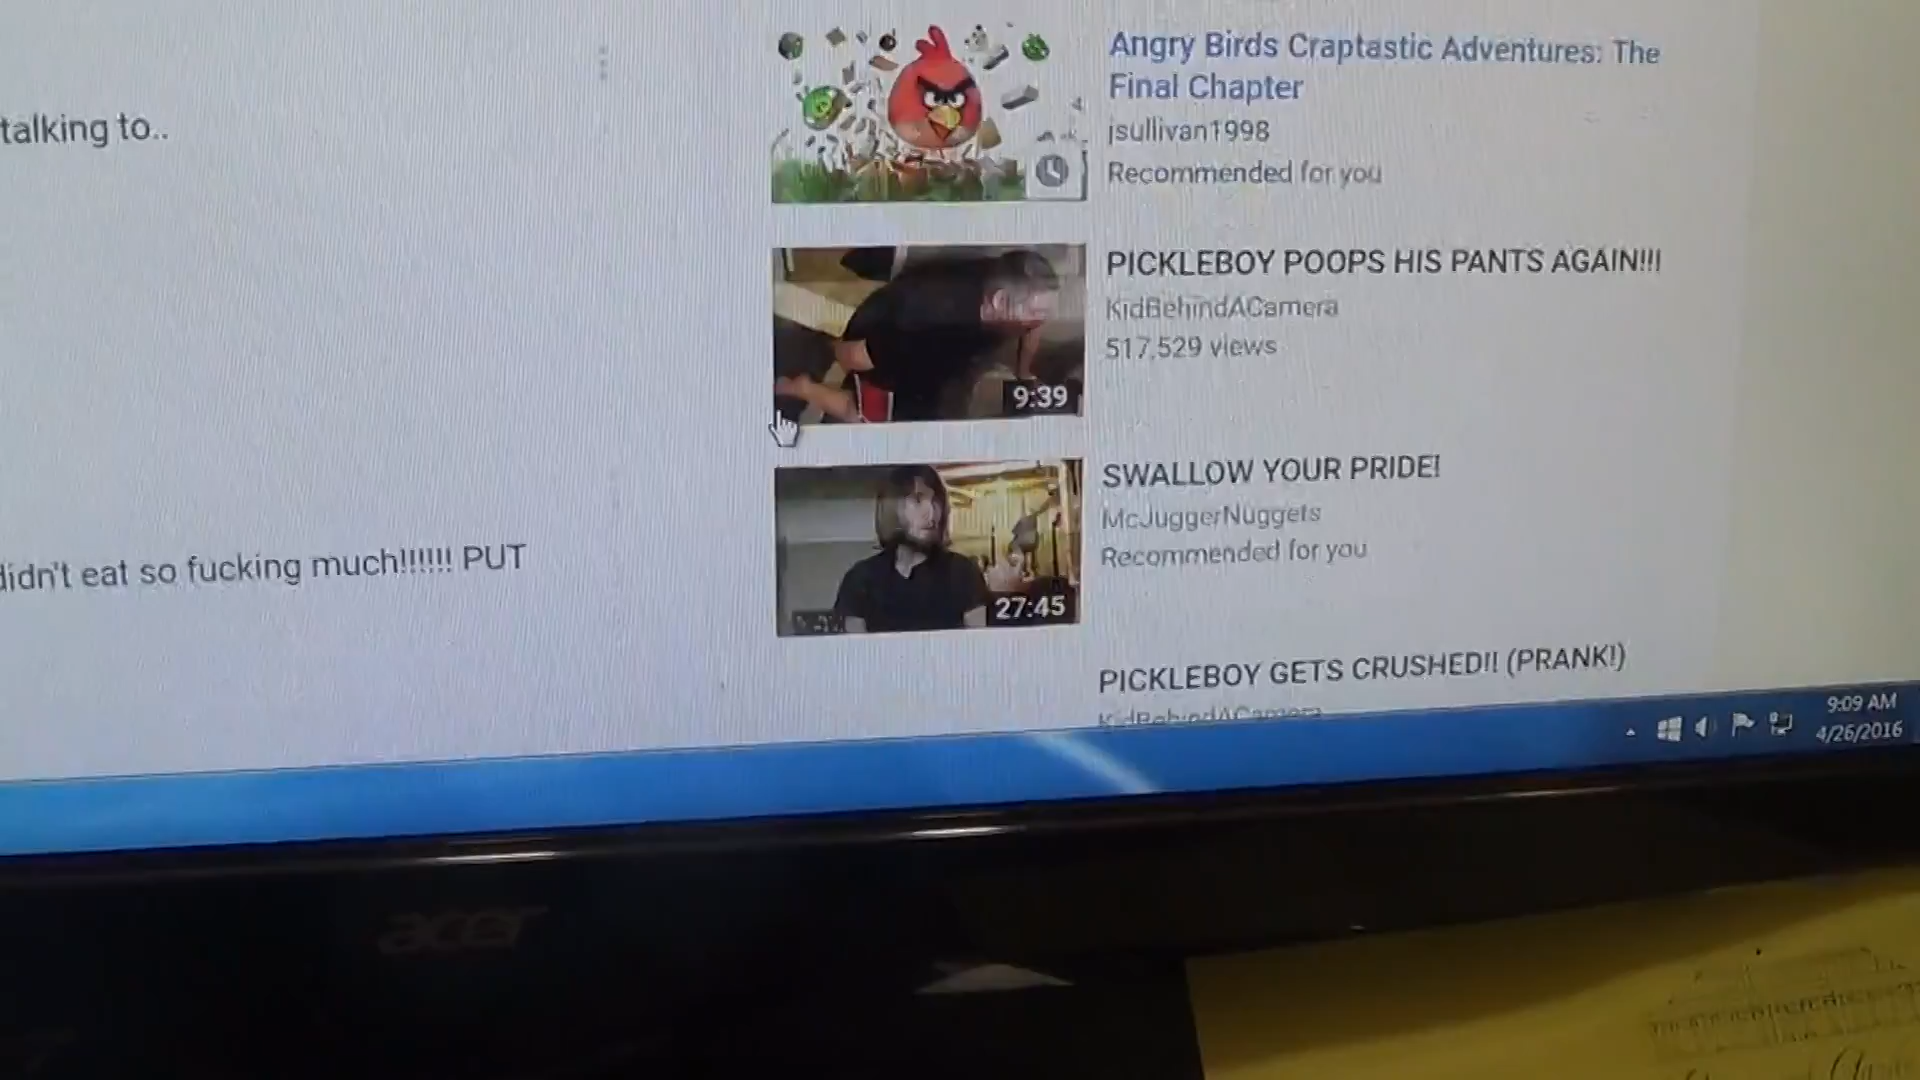 talking to..
didn't eat so fucking much!!!!!! PUT
Angry Birds Craptastic Adventures: The
Final Chapter
jsullivan1998
Recommended for you
PICKLEBOY POOPS HIS PANTS AGAIN!!!
KidBehindACamera
517,529 views
9:39
SWALLOW YOUR PRIDE!
McJuggerNuggets
Recommended for you
27:45
PICKLEBOY GETS CRUSHED!! (PRANK!)
KidBehindACamera
9:09 AM
4/26/2016
acer